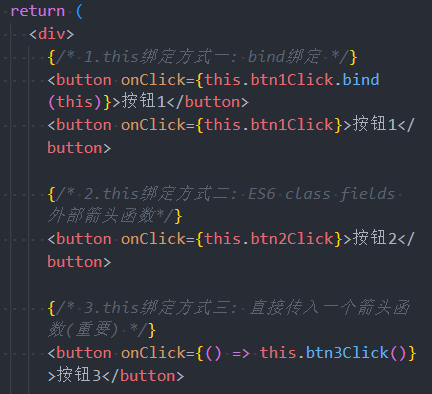 return (
<div>
{/* 1.this绑定方式一: bind绑定 */}
<button onClick={this.btn1Click.bind
(this)}>按钮1</button>
<button onClick={this.btn1Click}>按钮1</
button>
{/* 2.this绑定方式二: ES6 class fields
外部箭头函数*/}
<button onClick={this.btn2Click}>按钮2</
button>
{/* 3.this绑定方式三: 直接传入一个箭头函
数(重要) */}
<button onClick={() => this.btn3Click()}
>按钮3</button>